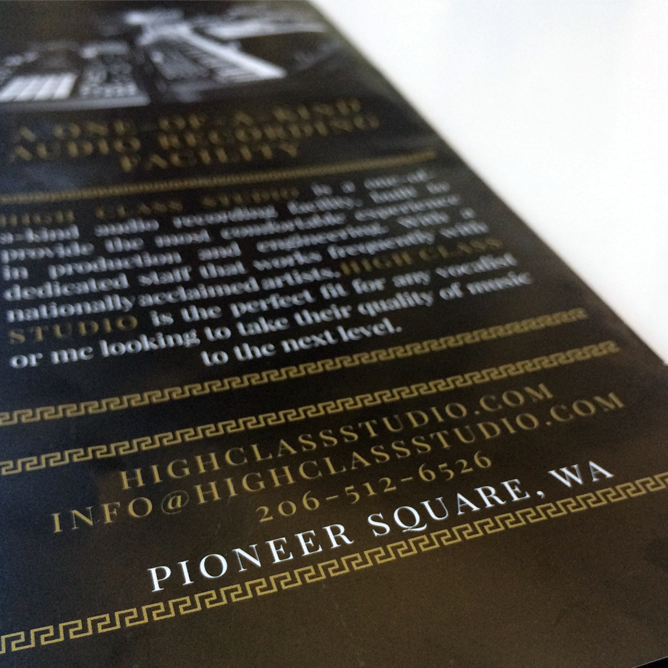 A ONE-OF-A-KIND
AUDIO RECORDING
FACILITY
HIGH CLASS STUDIO is a one-of-
a-kind audio recording facility, built to
provide the most comfortable experience
in production and engineering. With a
dedicated staff that works frequently with
nationally acclaimed artists, HIGH CLASS
STUDIO is the perfect fit for any vocalist
or mc looking to take their quality of music
to the next level.
HIGHCLASSSTUDIO.COM
INFO@HIGHCLASSSTUDIO.COM
206-512-6526
PIONEER SQUARE, WA